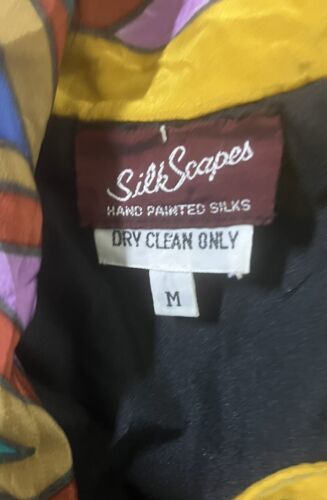 SilkScapes
HAND PAINTED SILKS
DRY CLEAN ONLY
M